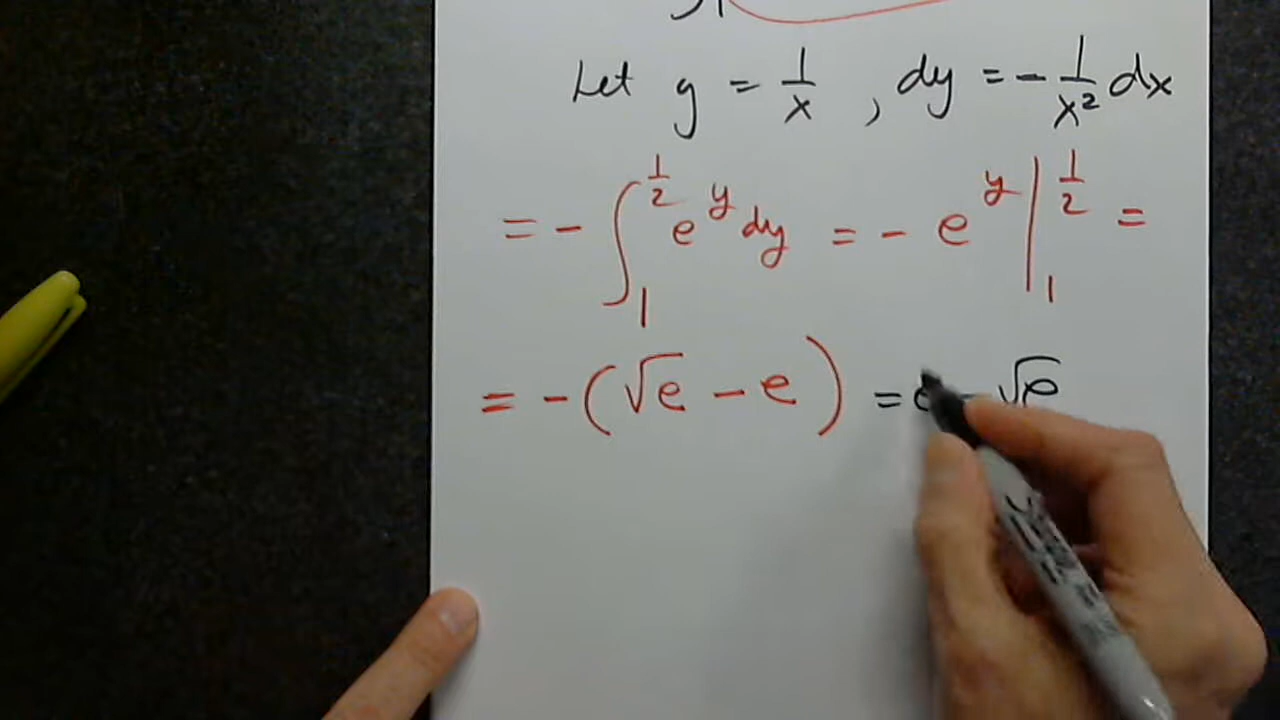 Let y = 1/x , dy = - 1/x² dx
= - ∫₁^{1/2} e^y dy = - e^y |₁^{1/2} =
= - (√e - e) = e - √e